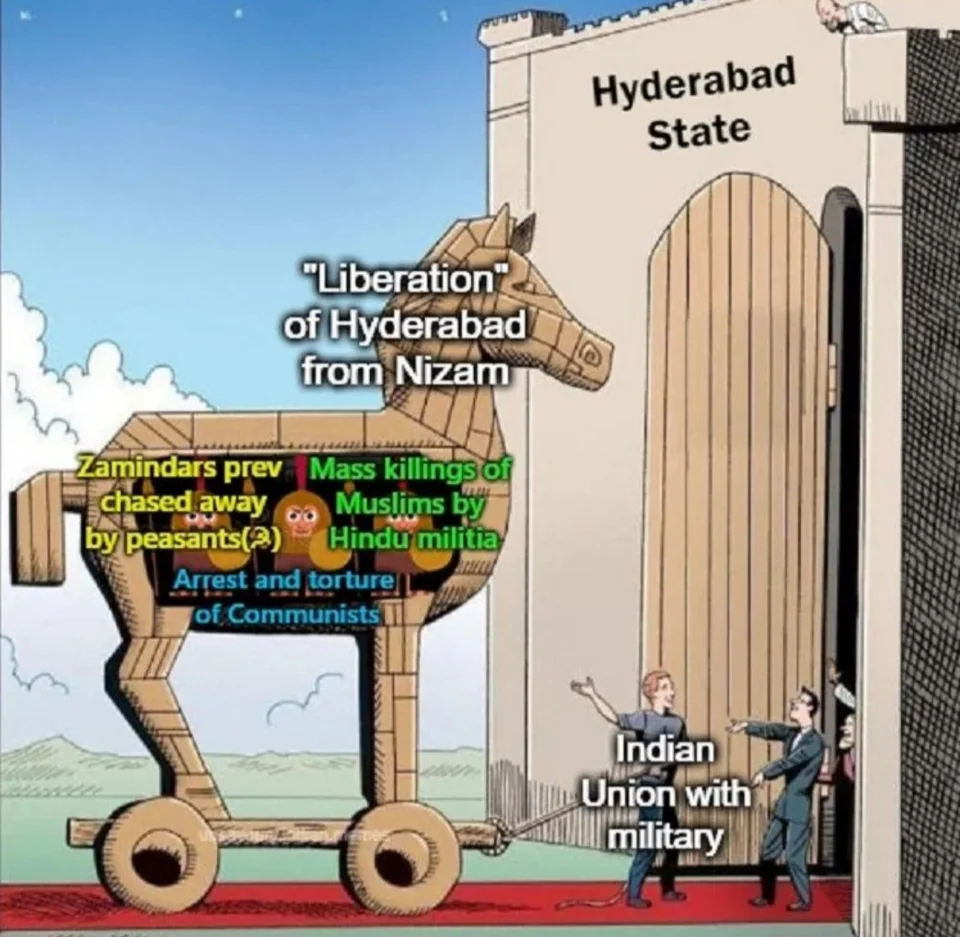 Hyderabad
State
"Liberation"
of Hyderabad
from Nizam
Zamindars prev
chased away
by peasants(☭)
Mass killings of
Muslims by
Hindu militia
Arrest and torture
of Communists
Indian
Union with
military